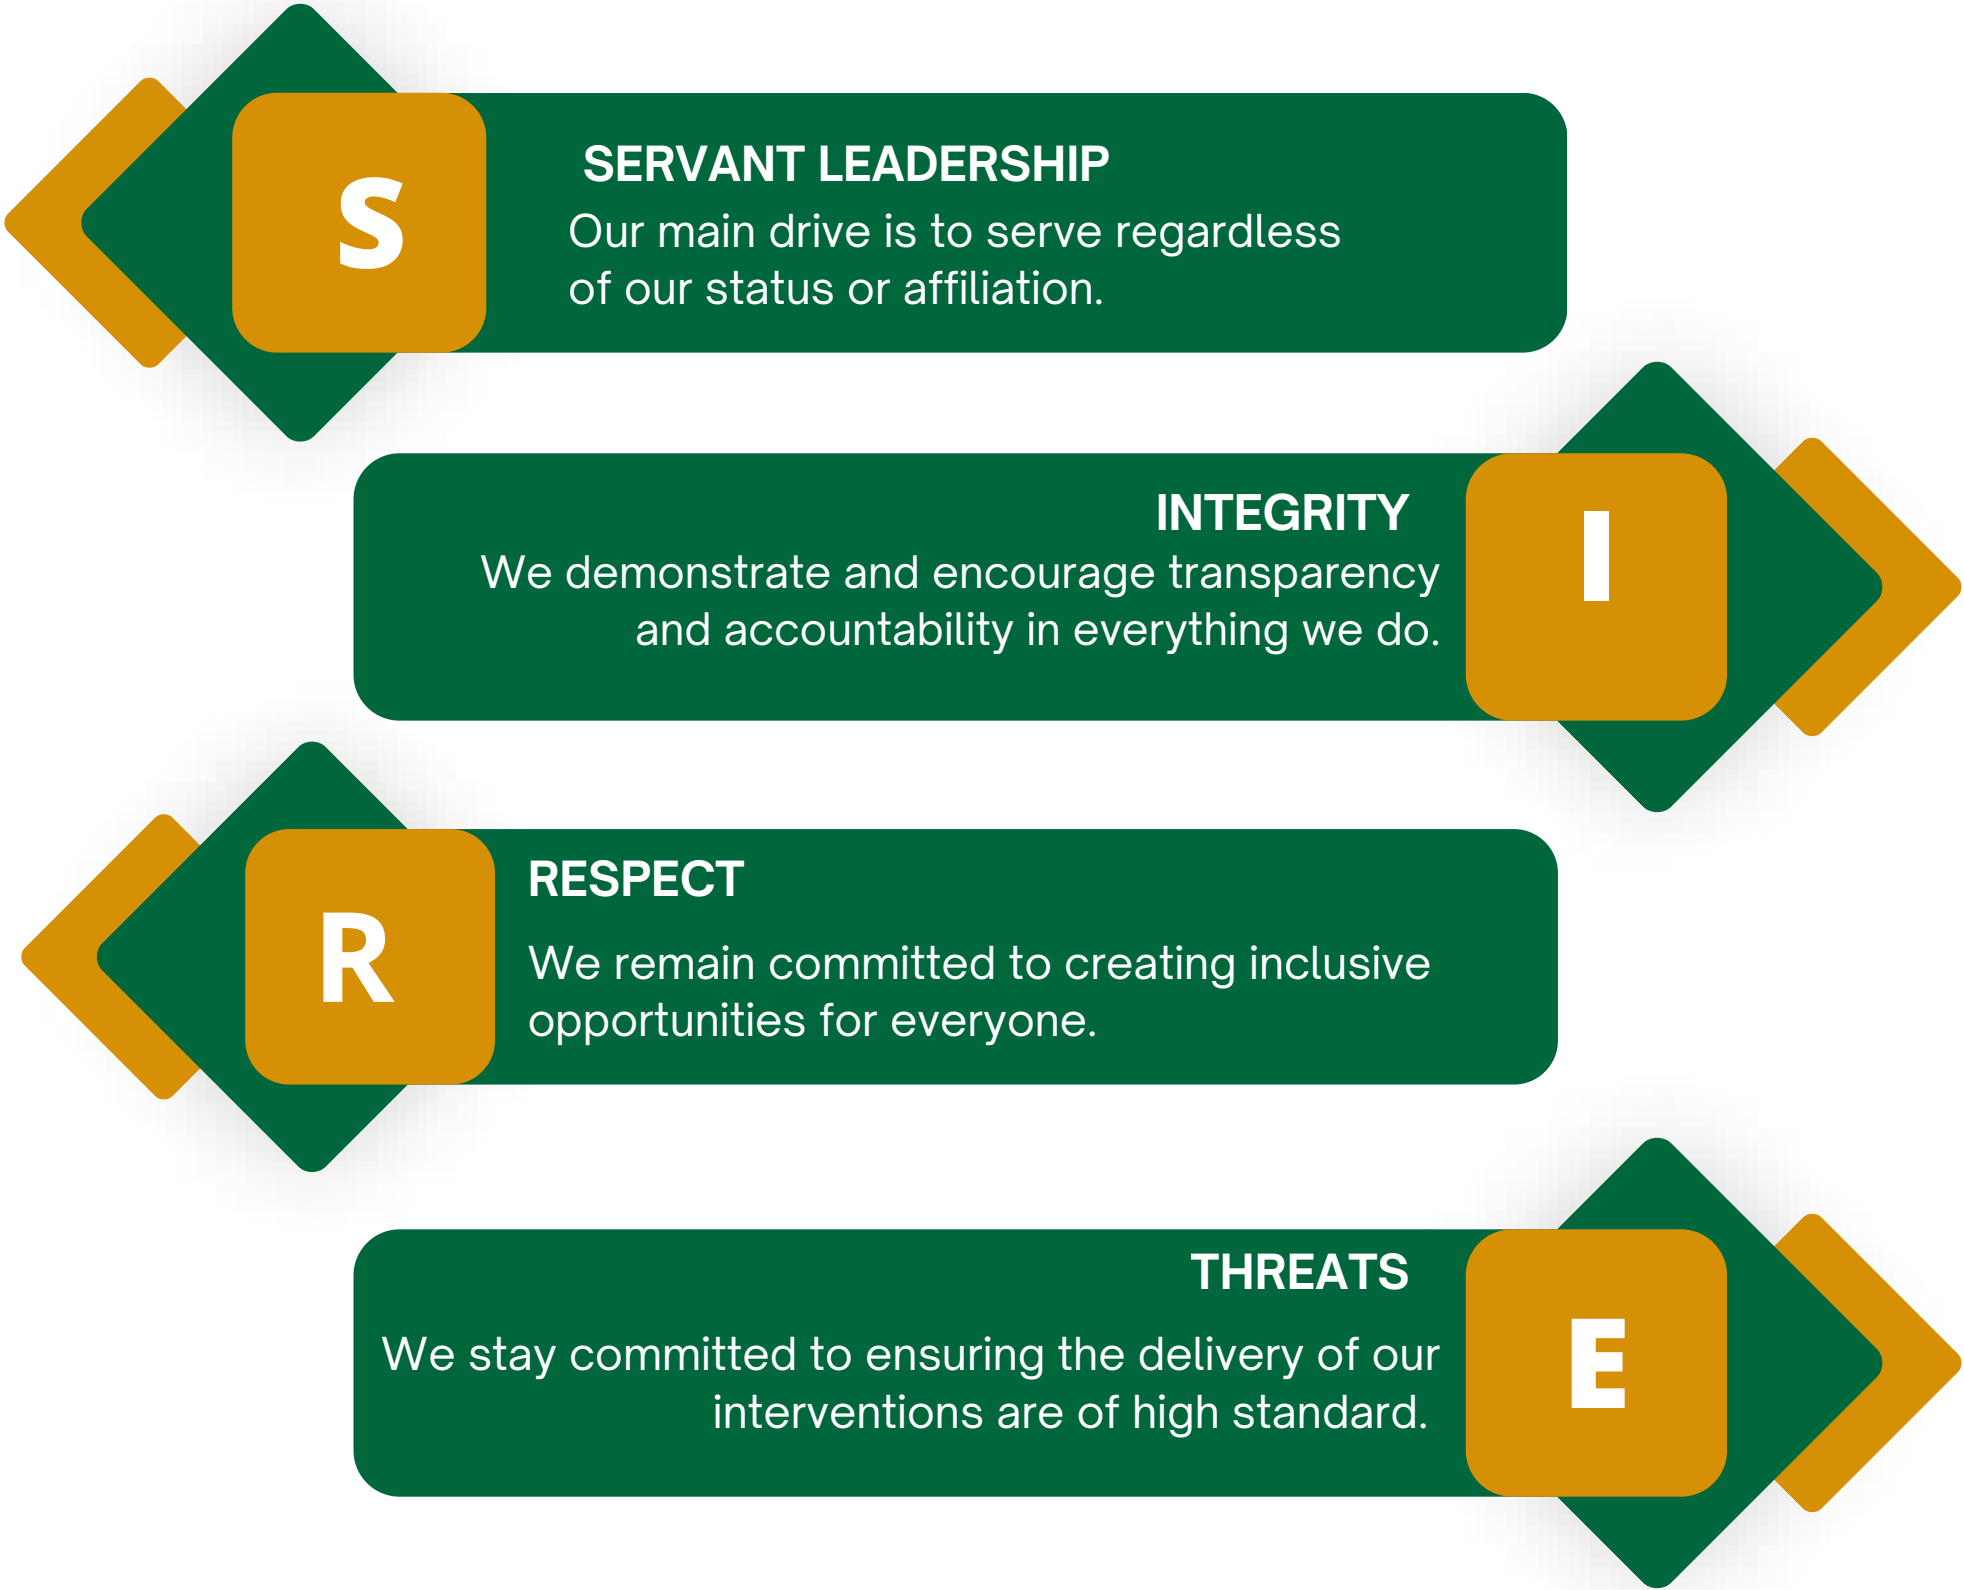 S
SERVANT LEADERSHIP
Our main drive is to serve regardless
of our status or affiliation.
INTEGRITY
We demonstrate and encourage transparency
and accountability in everything we do.
I
R
RESPECT
We remain committed to creating inclusive
opportunities for everyone.
THREATS
We stay committed to ensuring the delivery of our
interventions are of high standard.
E